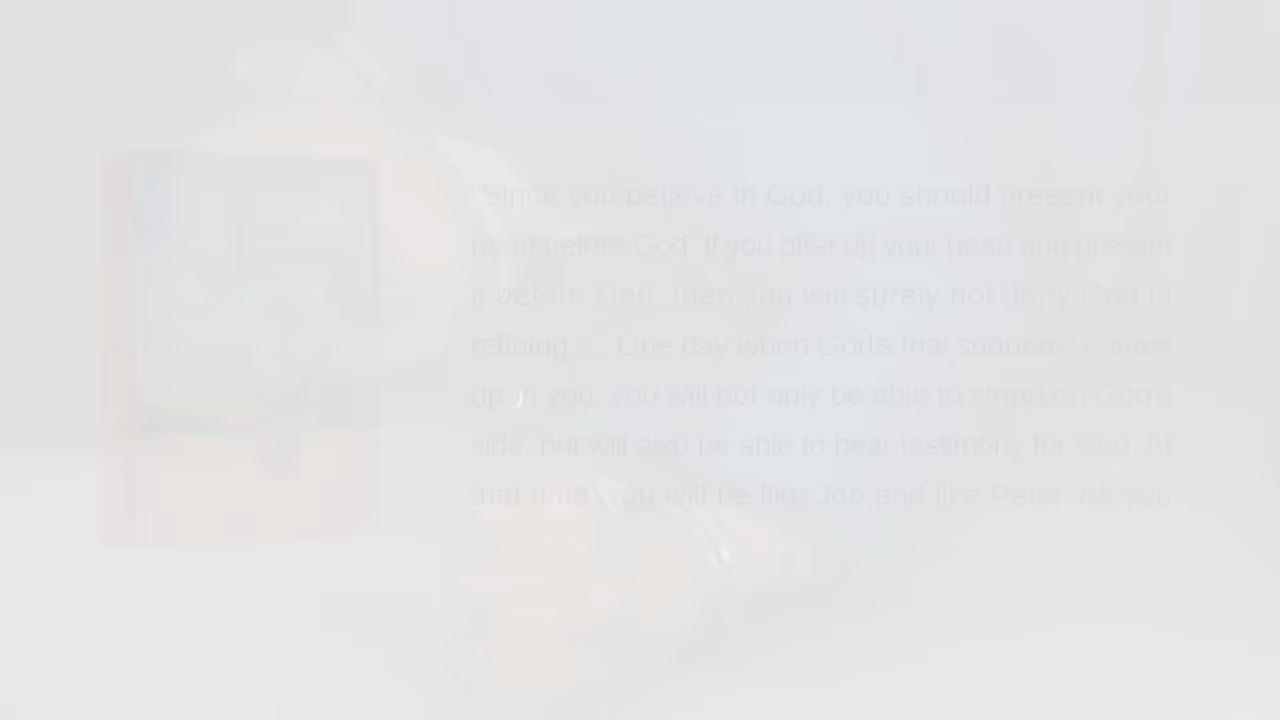 "Since you believe in God, you should present your
heart before God. If you offer up your heart and present
it before God, then you will surely not deny God in
refining ... One day when God's trial suddenly comes
up in you, you will not only be able to stand on God's
side, but will also be able to bear testimony for God. At
that time, you will be like Job and like Peter. As you